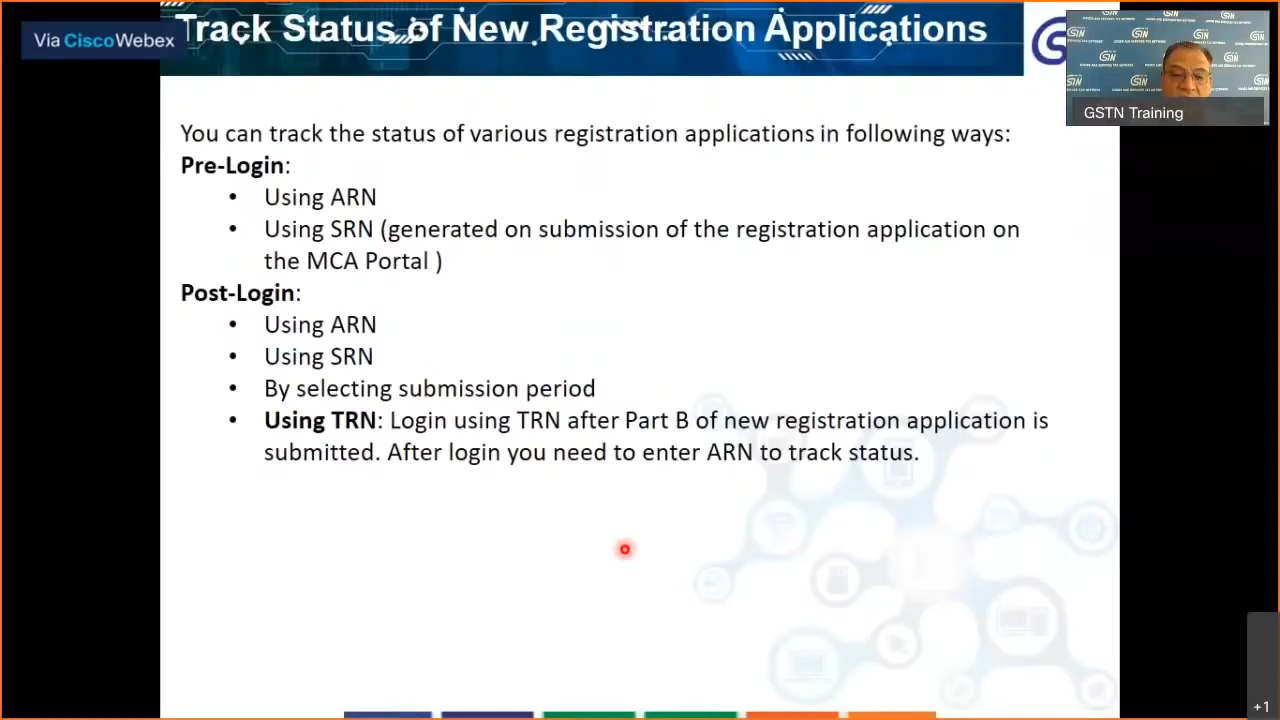 Via CiscoWebex
Track Status of New Registration Applications
GSTN Training
You can track the status of various registration applications in following ways:
Pre-Login:
• Using ARN
• Using SRN (generated on submission of the registration application on
the MCA Portal )
Post-Login:
• Using ARN
• Using SRN
• By selecting submission period
• Using TRN: Login using TRN after Part B of new registration application is
submitted. After login you need to enter ARN to track status.
+1